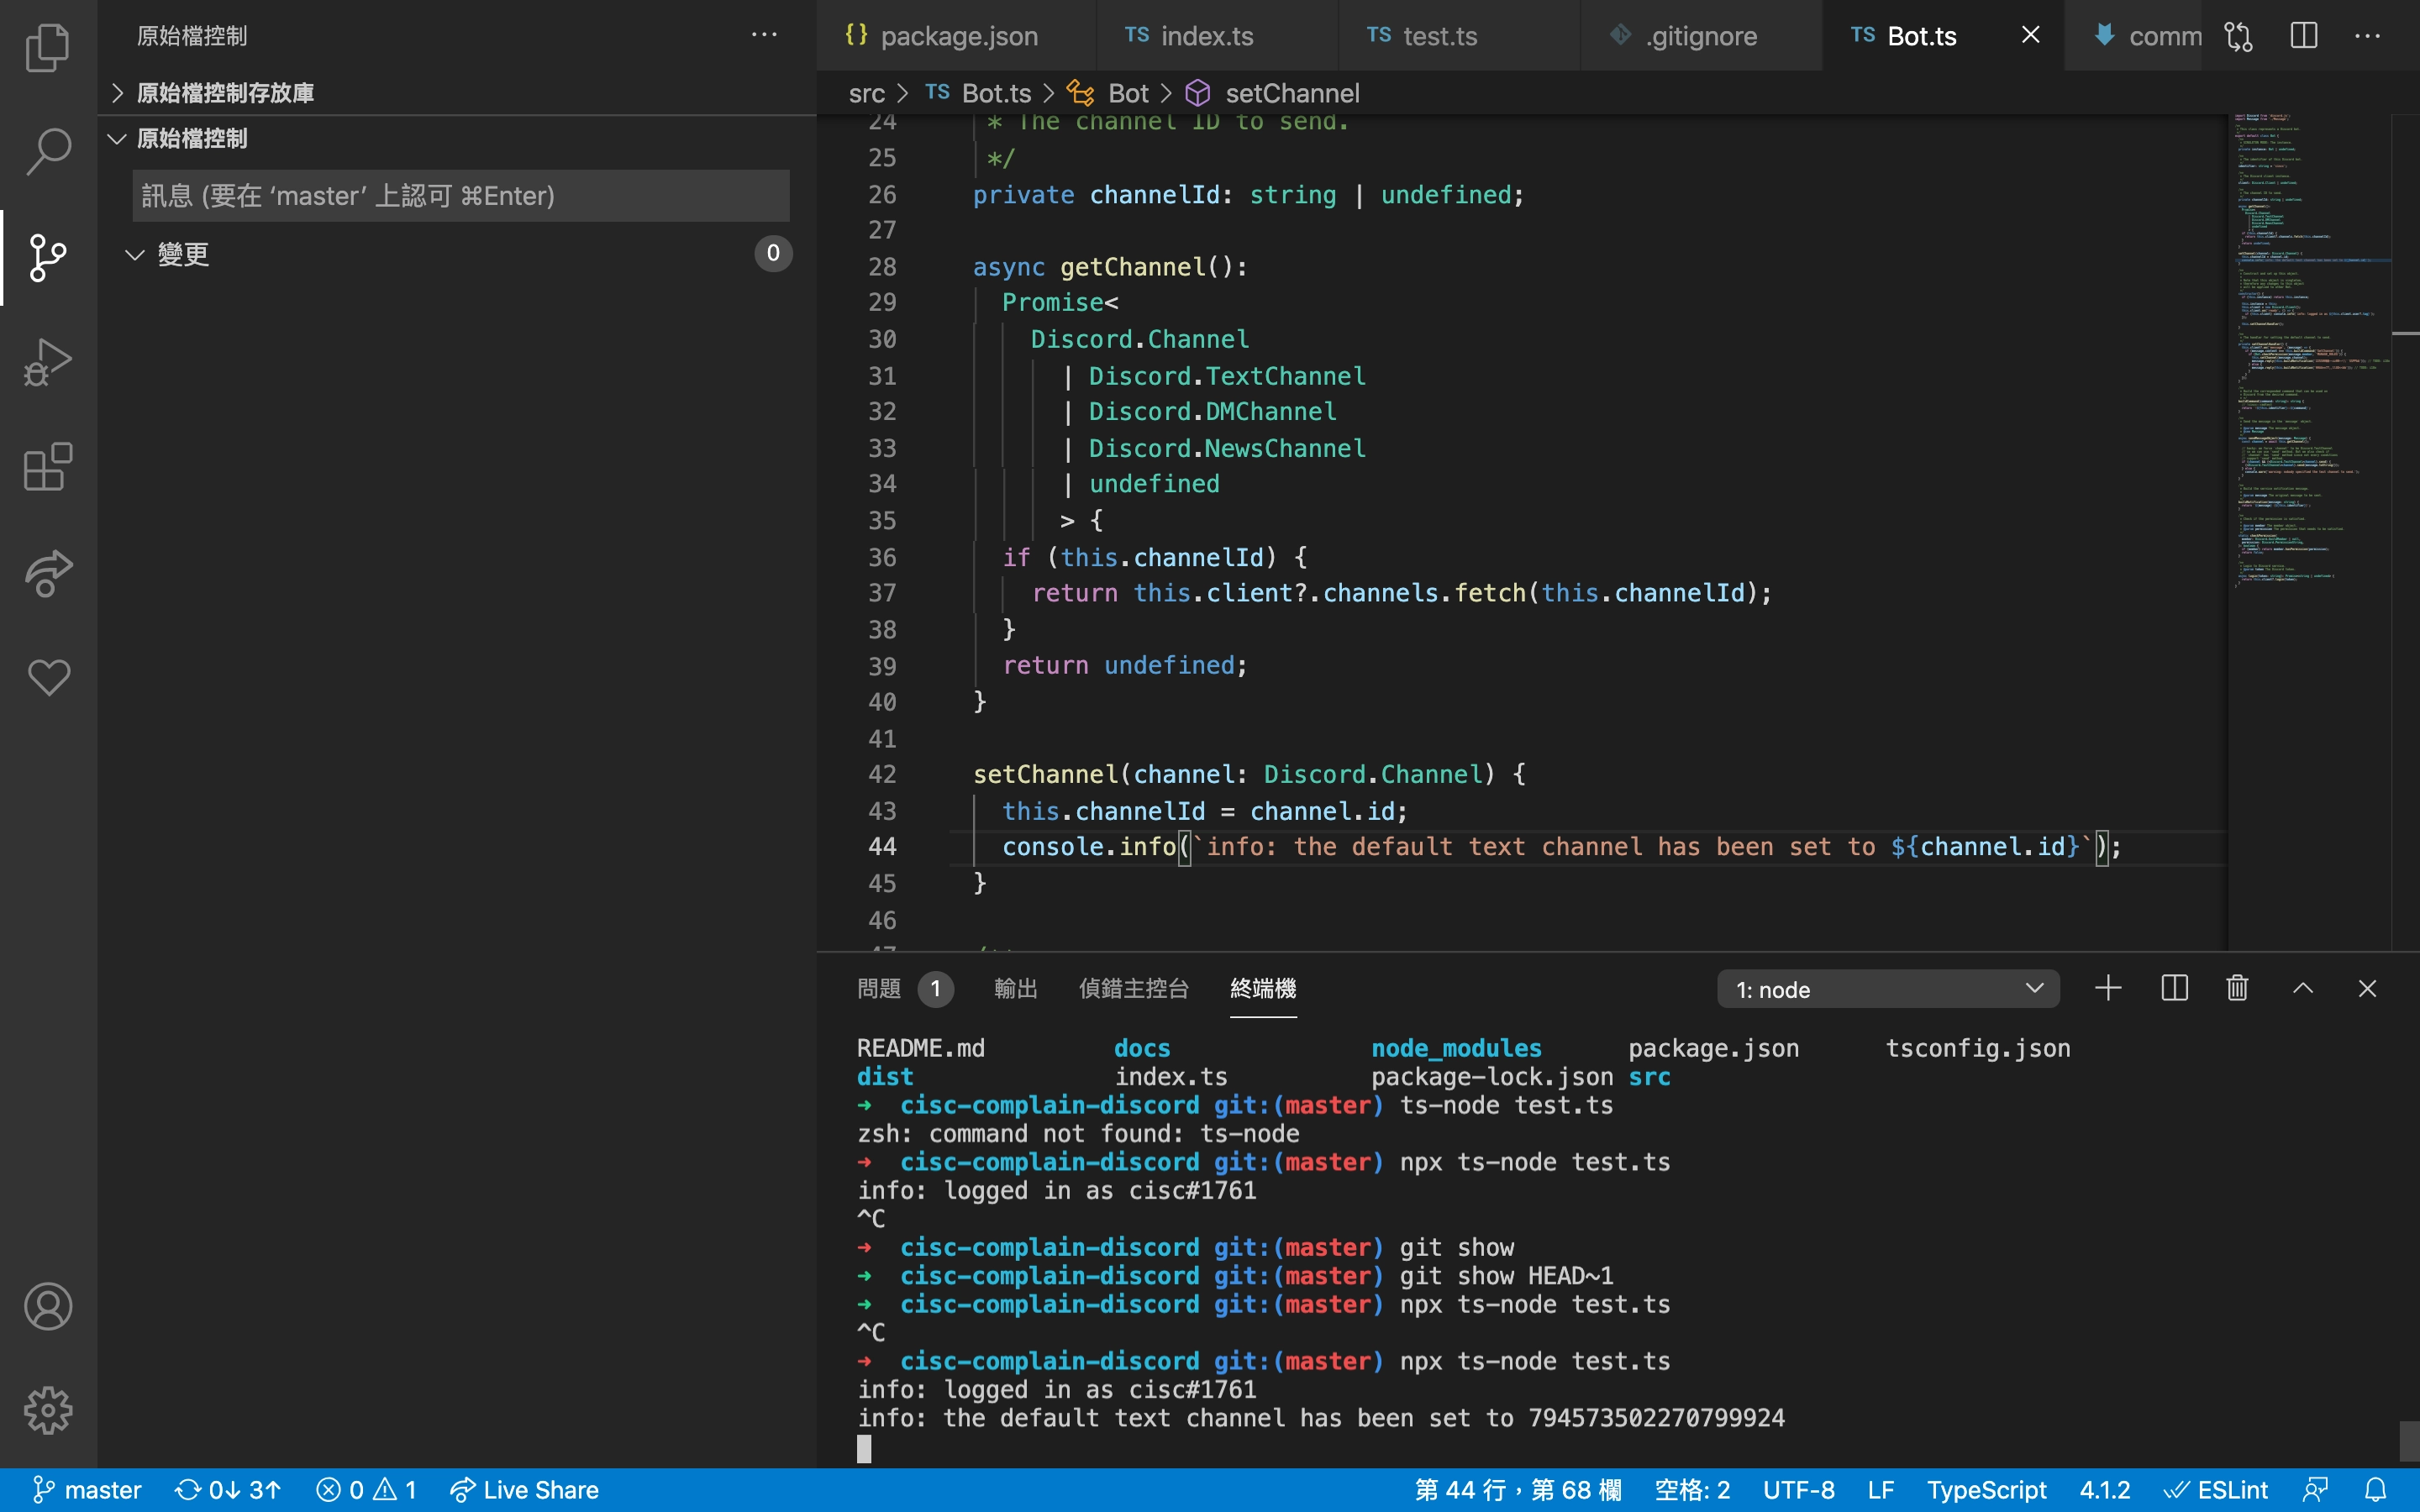 原始檔控制
原始檔控制存放庫
原始檔控制
訊息 (要在 ‘master’ 上認可 ⌘Enter)
變更
0
{} package.json
TS index.ts
TS test.ts
.gitignore
TS Bot.ts
comm
src > TS Bot.ts > Bot > setChannel
24 * The channel ID to send.
25 */
26 private channelId: string | undefined;
27
28 async getChannel():
29 Promise<
30 Discord.Channel
31 | Discord.TextChannel
32 | Discord.DMChannel
33 | Discord.NewsChannel
34 | undefined
35 > {
36 if (this.channelId) {
37 return this.client?.channels.fetch(this.channelId);
38 }
39 return undefined;
40 }
41
42 setChannel(channel: Discord.Channel) {
43 this.channelId = channel.id;
44 console.info(`info: the default text channel has been set to ${channel.id}`);
45 }
46
問題 1 輸出 偵錯主控台 終端機
1: node
README.md docs node_modules package.json tsconfig.json
dist index.ts package-lock.json src
➜ cisc-complain-discord git:(master) ts-node test.ts
zsh: command not found: ts-node
➜ cisc-complain-discord git:(master) npx ts-node test.ts
info: logged in as cisc#1761
^C
➜ cisc-complain-discord git:(master) git show
➜ cisc-complain-discord git:(master) git show HEAD~1
➜ cisc-complain-discord git:(master) npx ts-node test.ts
^C
➜ cisc-complain-discord git:(master) npx ts-node test.ts
info: logged in as cisc#1761
info: the default text channel has been set to 794573502270799924
master 0↓ 3↑ 0 1 Live Share 第 44 行，第 68 欄 空格: 2 UTF-8 LF TypeScript 4.1.2 ESLint